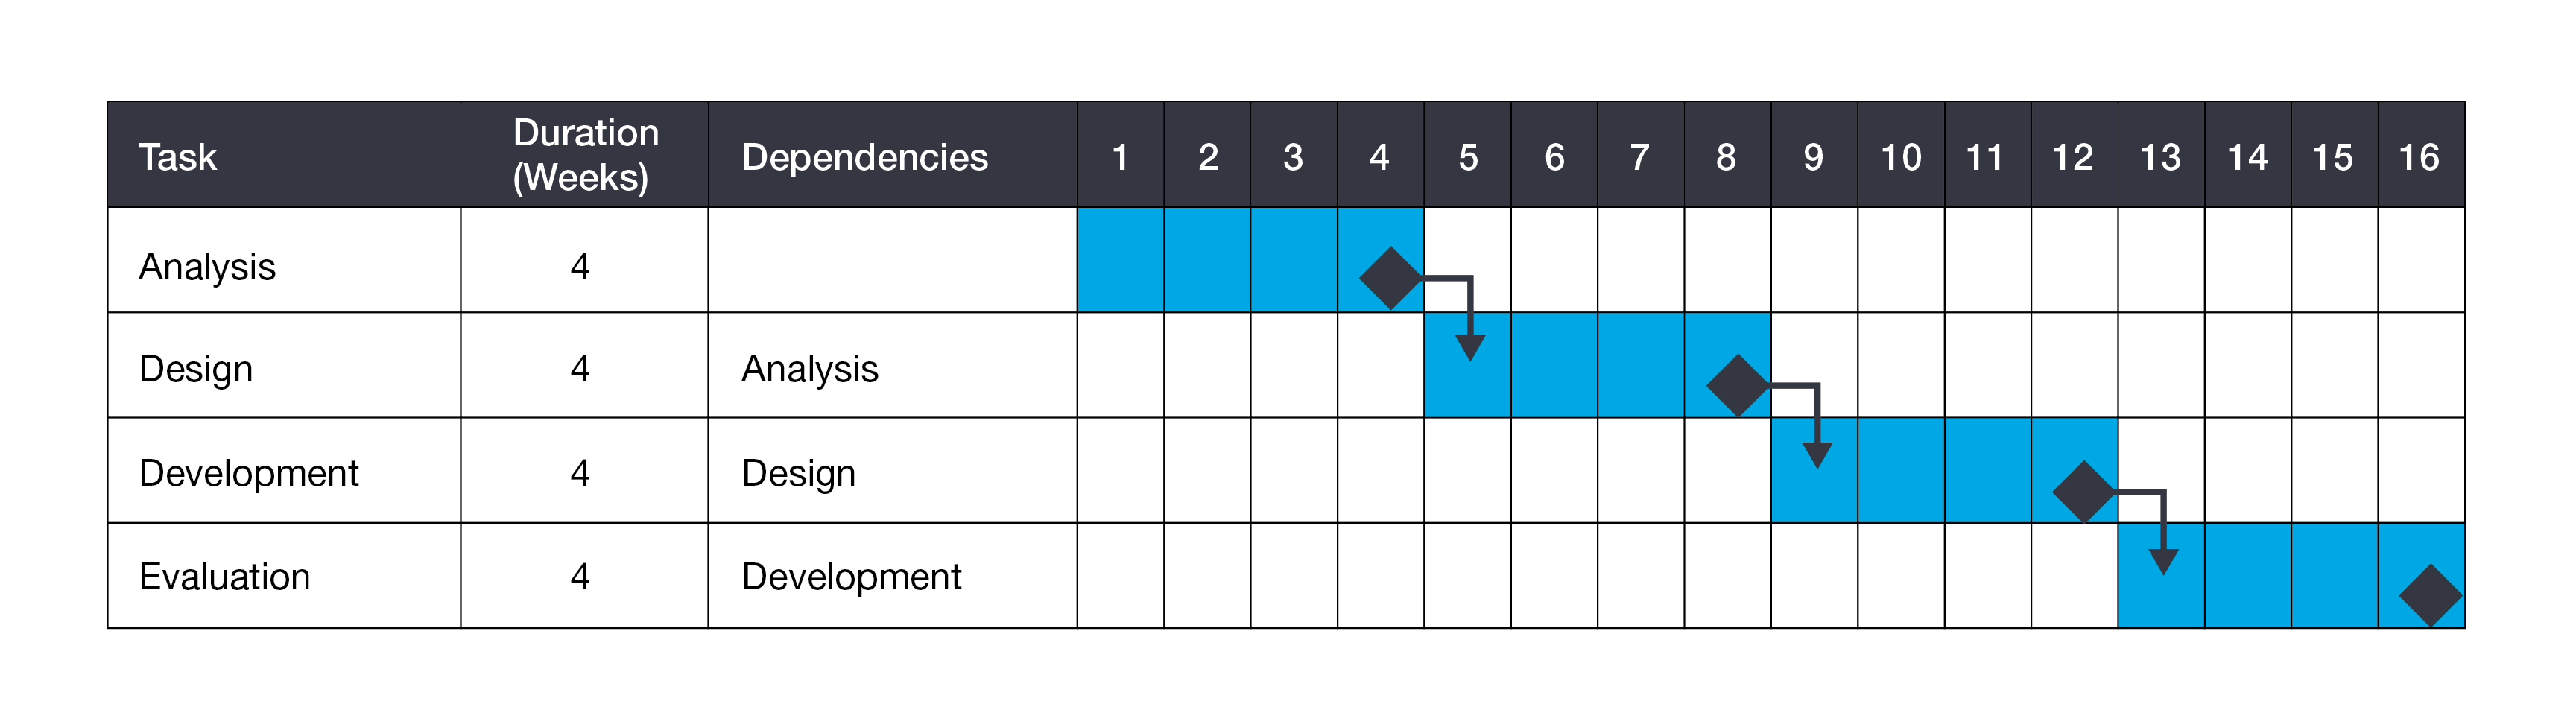 Task Duration (Weeks) Dependencies 1 2 3 4 5 6 7 8 9 10 11 12 13 14 15 16
Analysis 4
Design 4 Analysis
Development 4 Design
Evaluation 4 Development